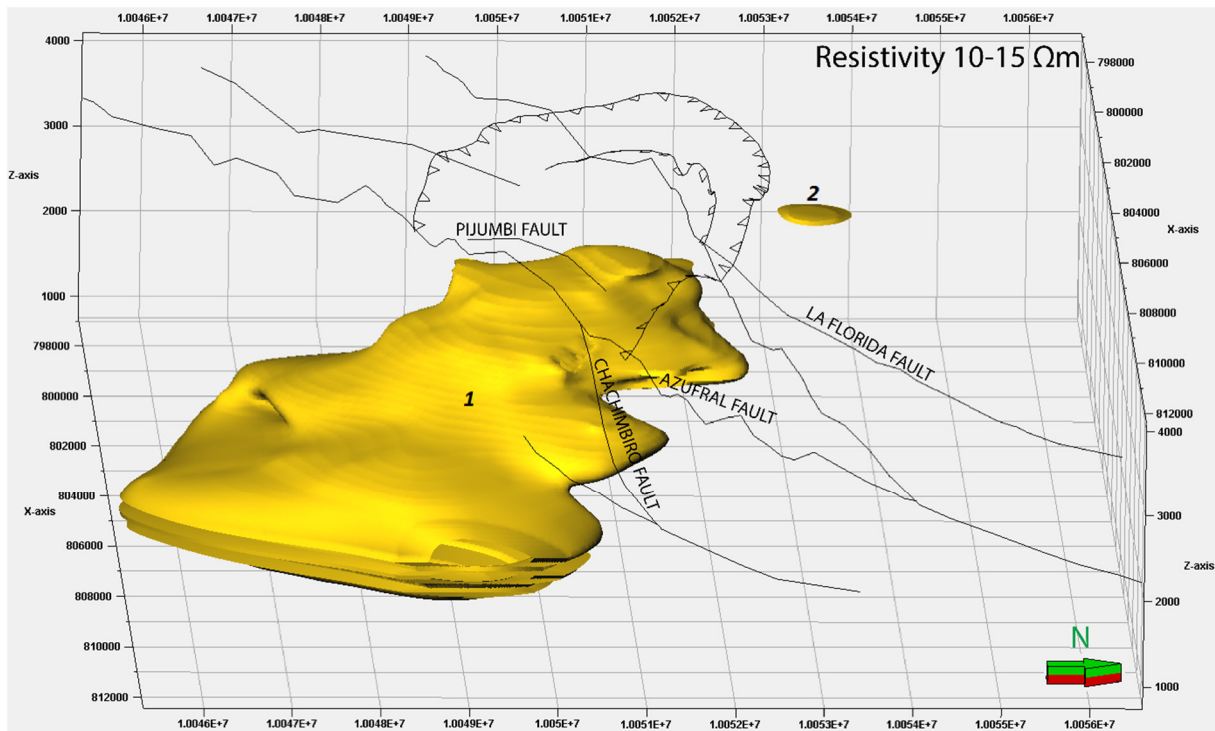 1.0046E+7 1.0047E+7 1.0048E+7 1.0049E+7 1.005E+7 1.0051E+7 1.0052E+7 1.0053E+7 1.0054E+7 1.0055E+7 1.0056E+7
Resistivity 10-15 Ωm
4000
3000
Z-axis
2000
1000
798000
800000
802000
804000
X-axis
806000
808000
810000
812000
798000
800000
802000
804000
X-axis
806000
808000
810000
812000
4000
3000
Z-axis
2000
1000
2
PIJUMBI FAULT
LA FLORIDA FAULT
1
CHACHIMBIRO FAULT
AZUFRAL FAULT
N
1.0046E+7 1.0047E+7 1.0048E+7 1.0049E+7 1.005E+7 1.0051E+7 1.0052E+7 1.0053E+7 1.0054E+7 1.0055E+7 1.0056E+7